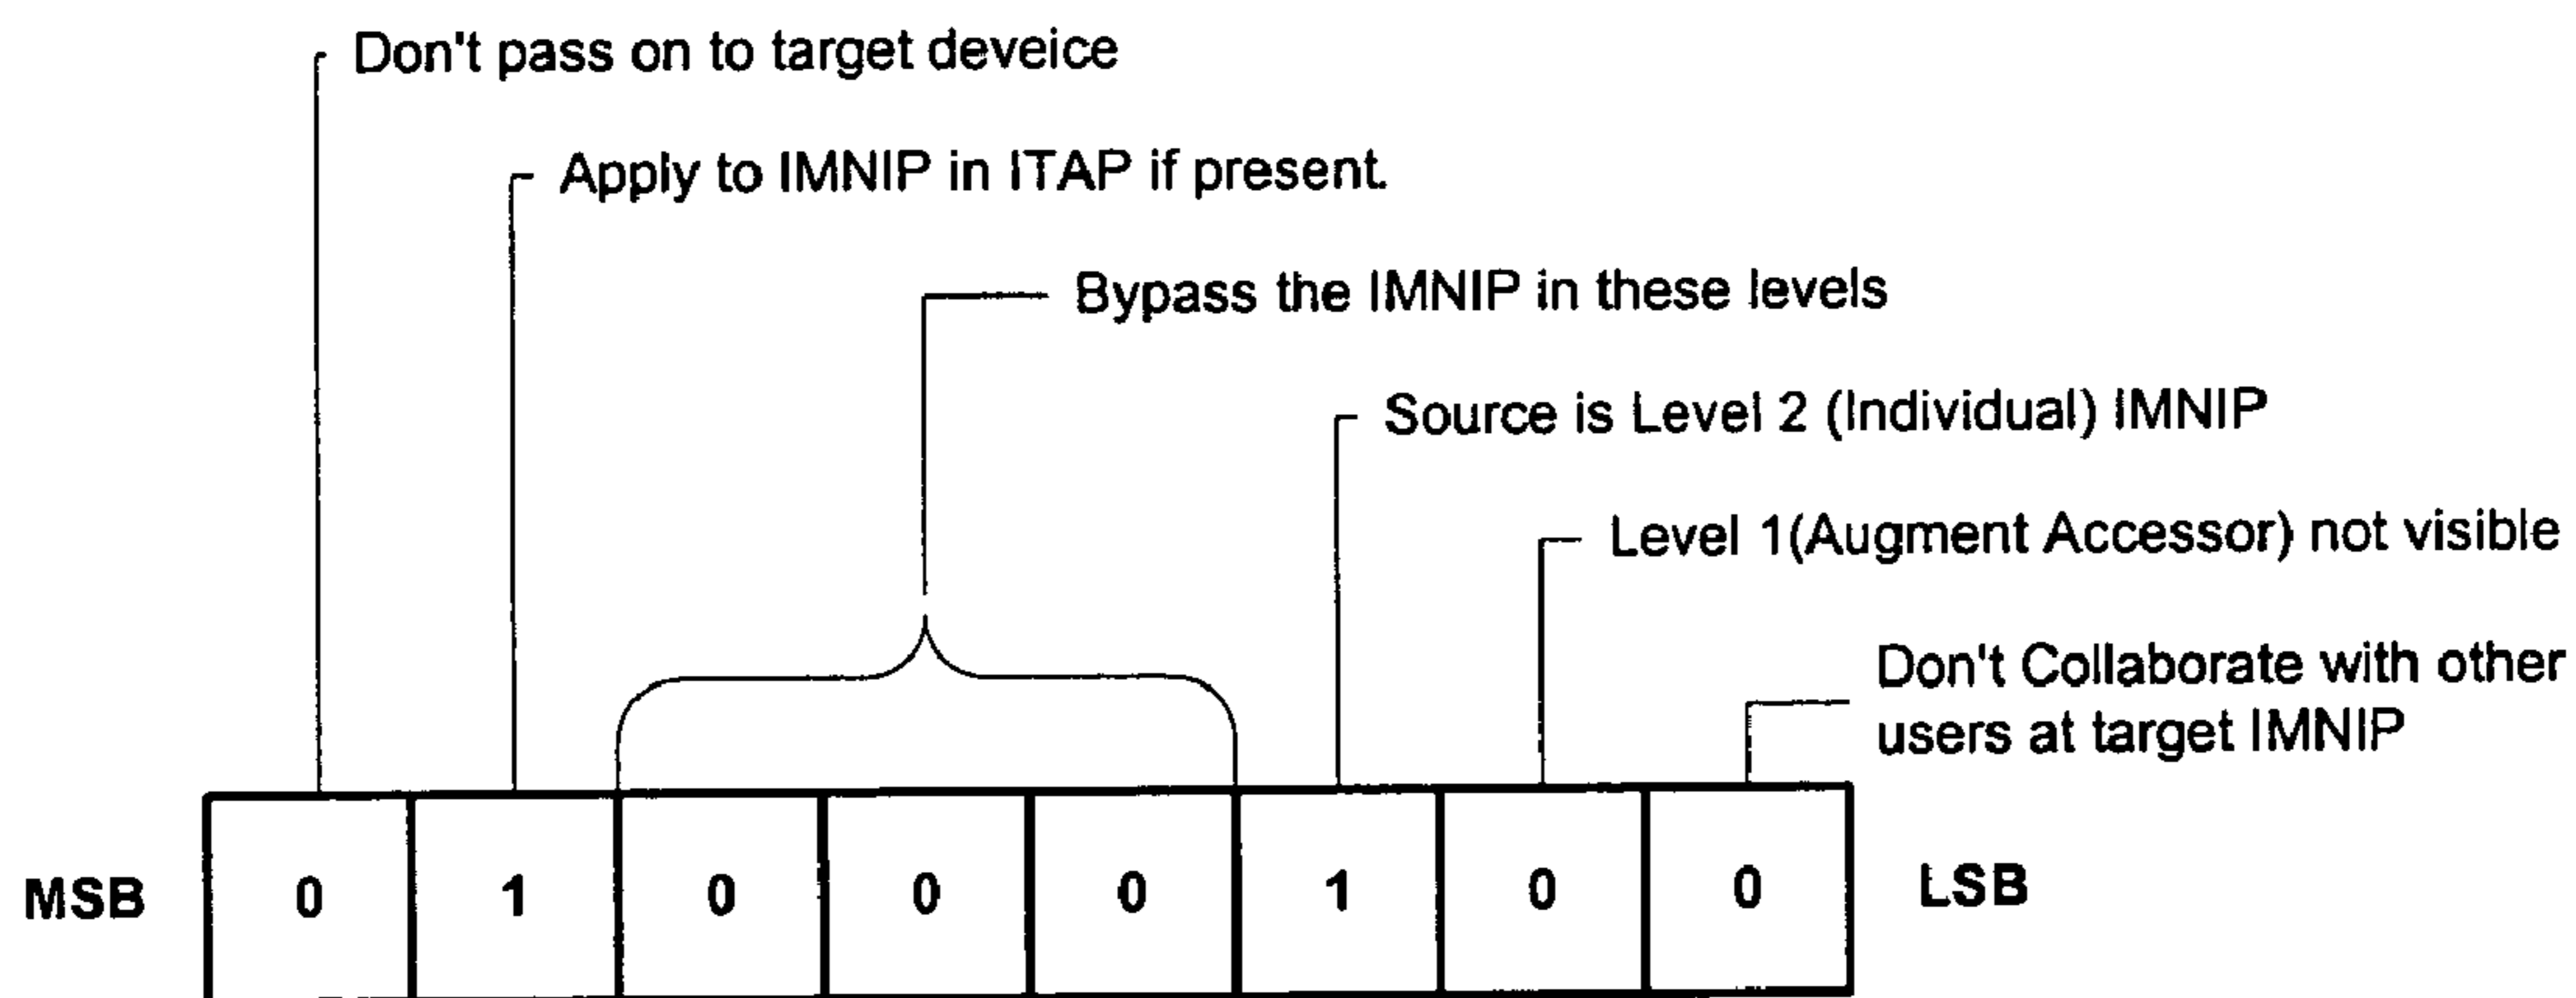 Don't pass on to target deveice
Apply to IMNIP in ITAP if present.
Bypass the IMNIP in these levels
Source is Level 2 (Individual) IMNIP
Level 1(Augment Accessor) not visible
Don't Collaborate with other
users at target IMNIP
MSB 0 1 0 0 0 1 0 0 LSB